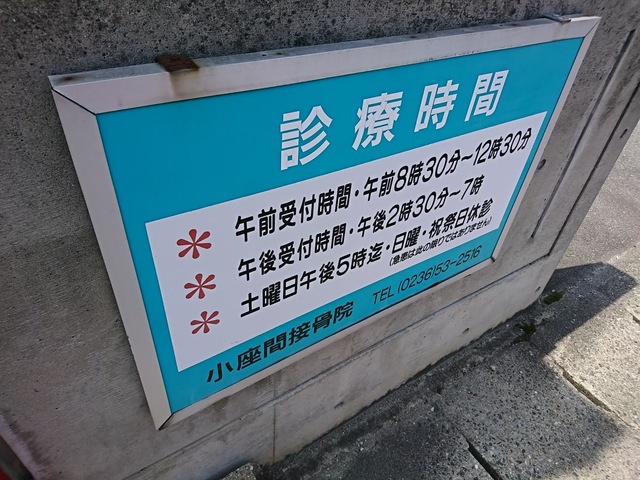 診療時間
* 午前受付時間・午前8時30分〜12時30分
* 午後受付時間・午後2時30分〜7時
* 土曜日午後5時迄・日曜・祝祭日休診
(急患は此の限りではありません)
小座間接骨院 TEL(0236)53-2516